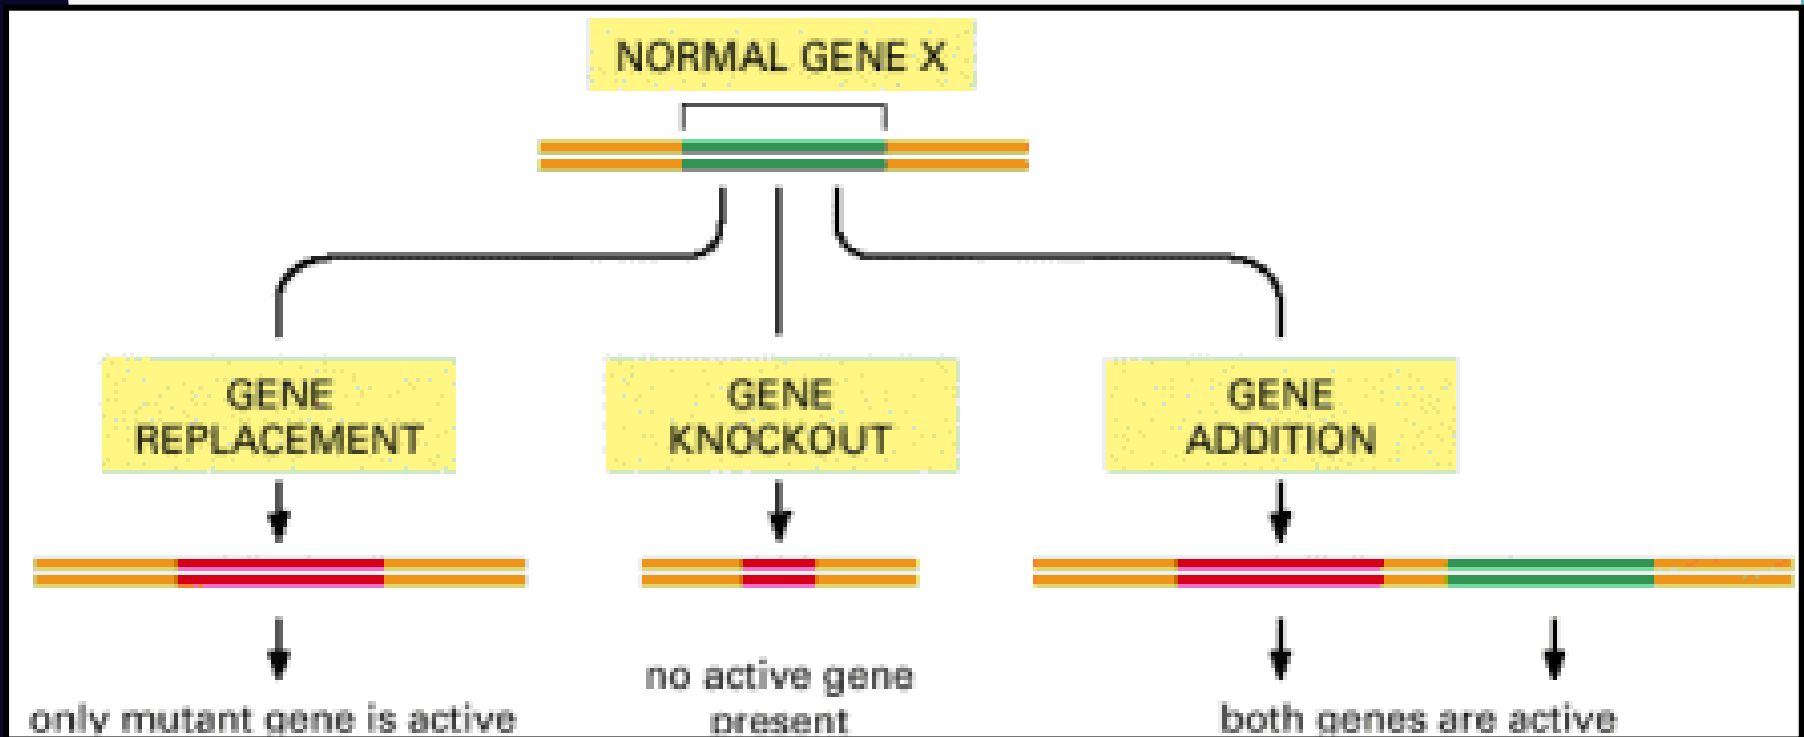 NORMAL GENE X
GENE
REPLACEMENT
GENE
KNOCKOUT
GENE
ADDITION
only mutant gene is active
no active gene
present
both genes are active